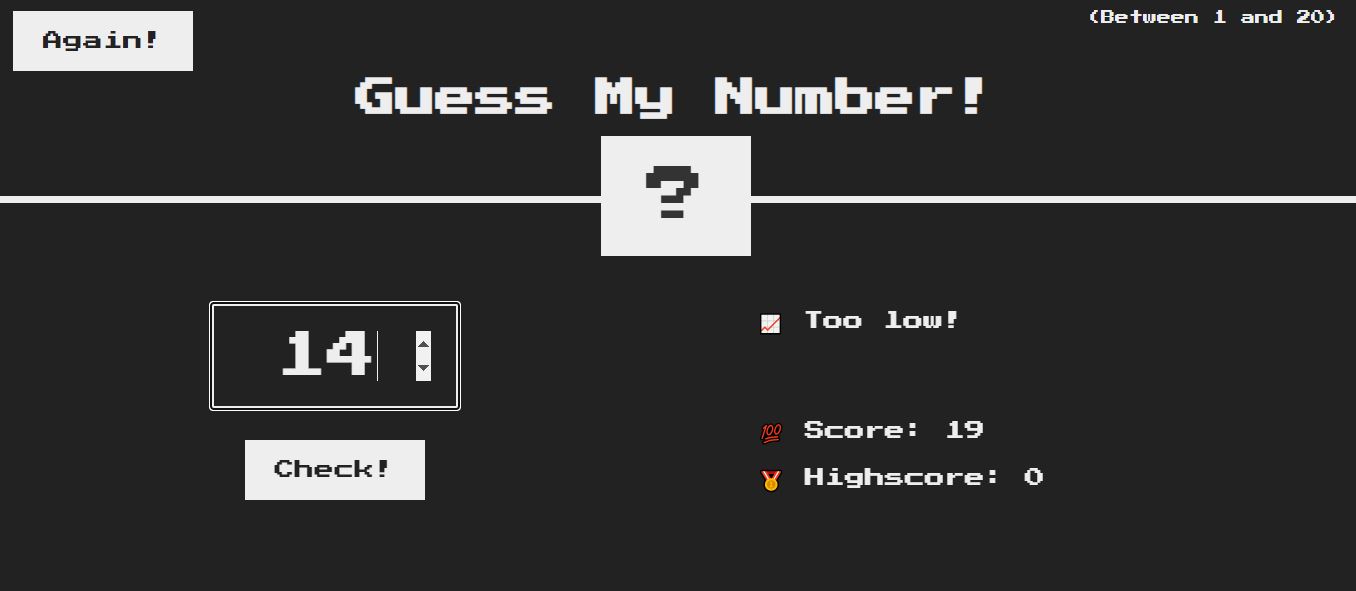 Again!
(Between 1 and 20)
Guess My Number!
?
14
Check!
📈 Too low!
💯 Score: 19
🥇 Highscore: 0